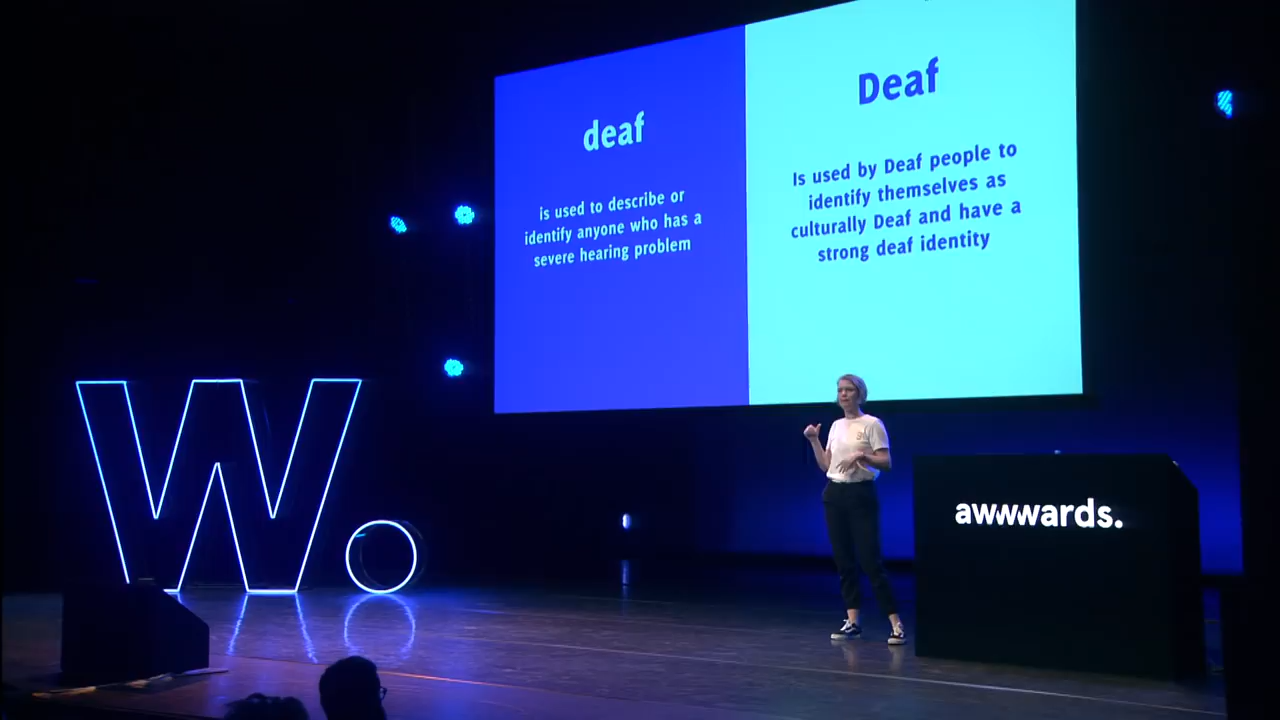 deaf
is used to describe or
identify anyone who has a
severe hearing problem
Deaf
Is used by Deaf people to
identify themselves as
culturally Deaf and have a
strong deaf identity
W.
awwwards.